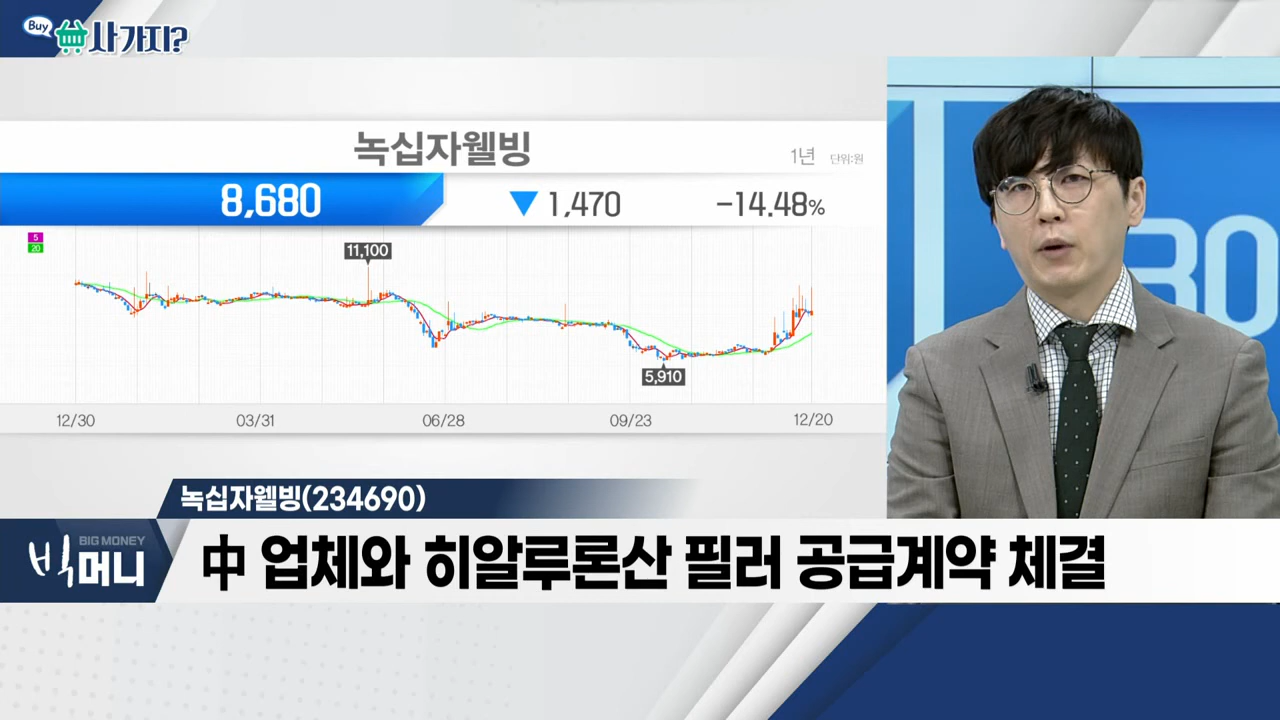 Buy
사가지?
녹십자웰빙
1년 단위:원
8,680 ▼ 1,470 -14.48%
5
20
11,100
5,910
12/30 03/31 06/28 09/23 12/20
녹십자웰빙(234690)
BIG MONEY
빅머니
中 업체와 히알루론산 필러 공급계약 체결
30